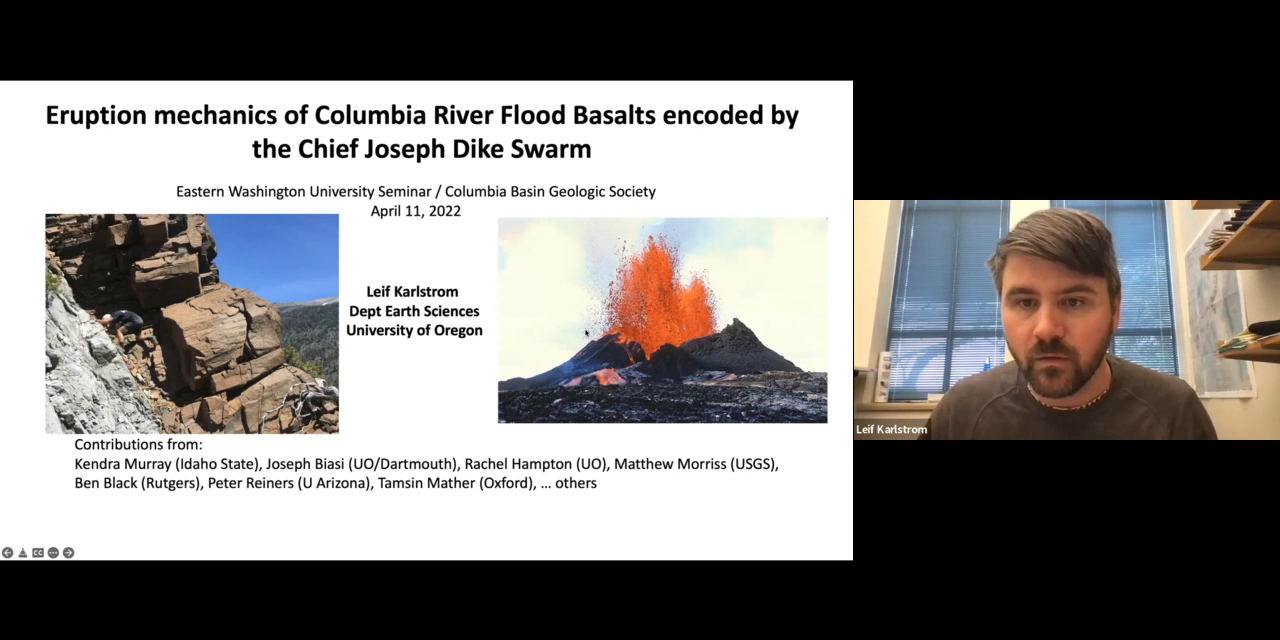 Eruption mechanics of Columbia River Flood Basalts encoded by
the Chief Joseph Dike Swarm
Eastern Washington University Seminar / Columbia Basin Geologic Society
April 11, 2022
Leif Karlstrom
Dept Earth Sciences
University of Oregon
Contributions from:
Kendra Murray (Idaho State), Joseph Biasi (UO/Dartmouth), Rachel Hampton (UO), Matthew Morriss (USGS),
Ben Black (Rutgers), Peter Reiners (U Arizona), Tamsin Mather (Oxford), ... others
CC
Leif Karlstrom